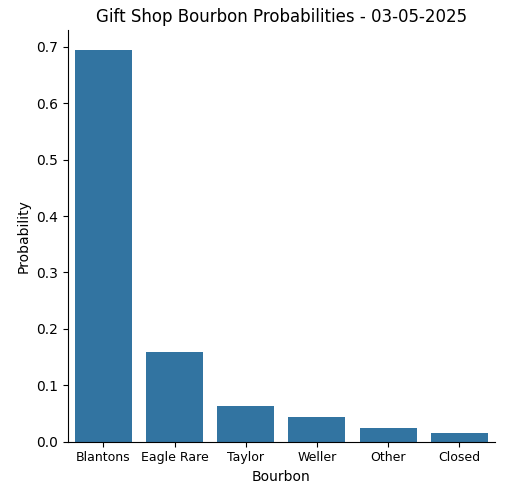 Gift Shop Bourbon Probabilities - 03-05-2025
0.7
0.6
0.5
0.4
0.3
0.2
0.1
0.0
Probability
Blantons Eagle Rare Taylor Weller Other Closed
Bourbon